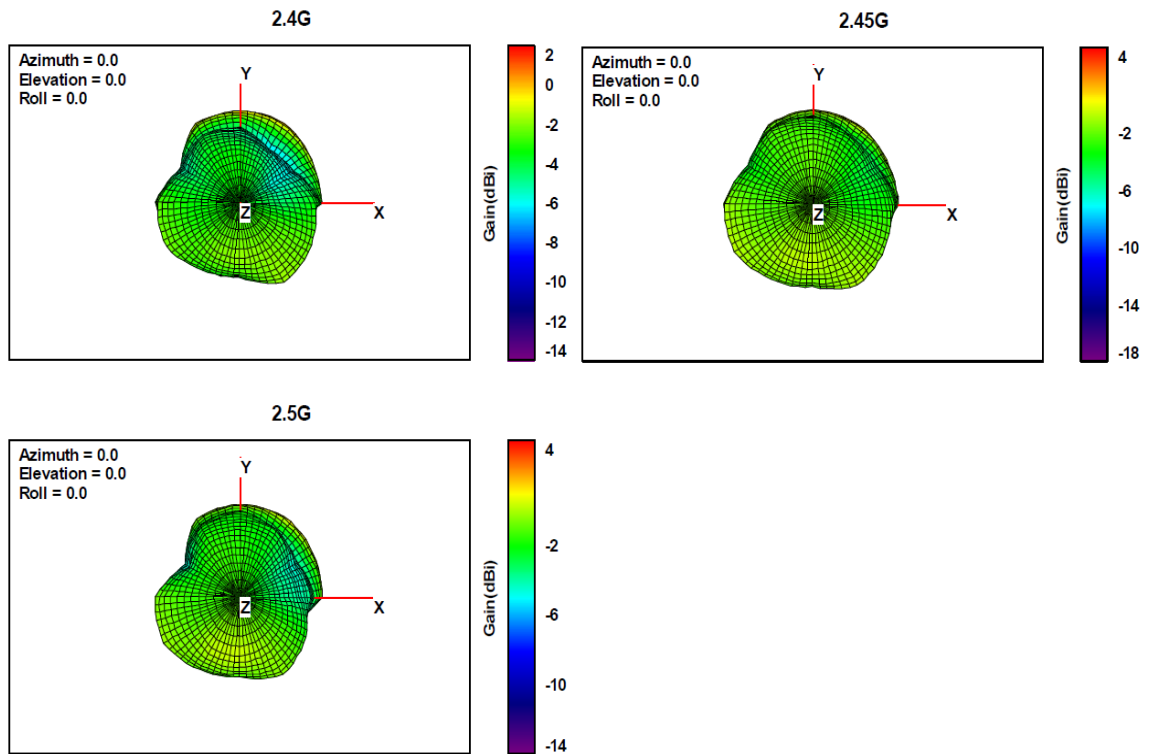 2.4G
Azimuth = 0.0
Elevation = 0.0
Roll = 0.0
Y
X
Z
Gain(dBi)
2
0
-2
-4
-6
-8
-10
-12
-14
2.45G
Azimuth = 0.0
Elevation = 0.0
Roll = 0.0
Y
X
Z
Gain(dBi)
4
-2
-6
-10
-14
-18
2.5G
Azimuth = 0.0
Elevation = 0.0
Roll = 0.0
Y
X
Z
Gain(dBi)
4
-2
-6
-10
-14